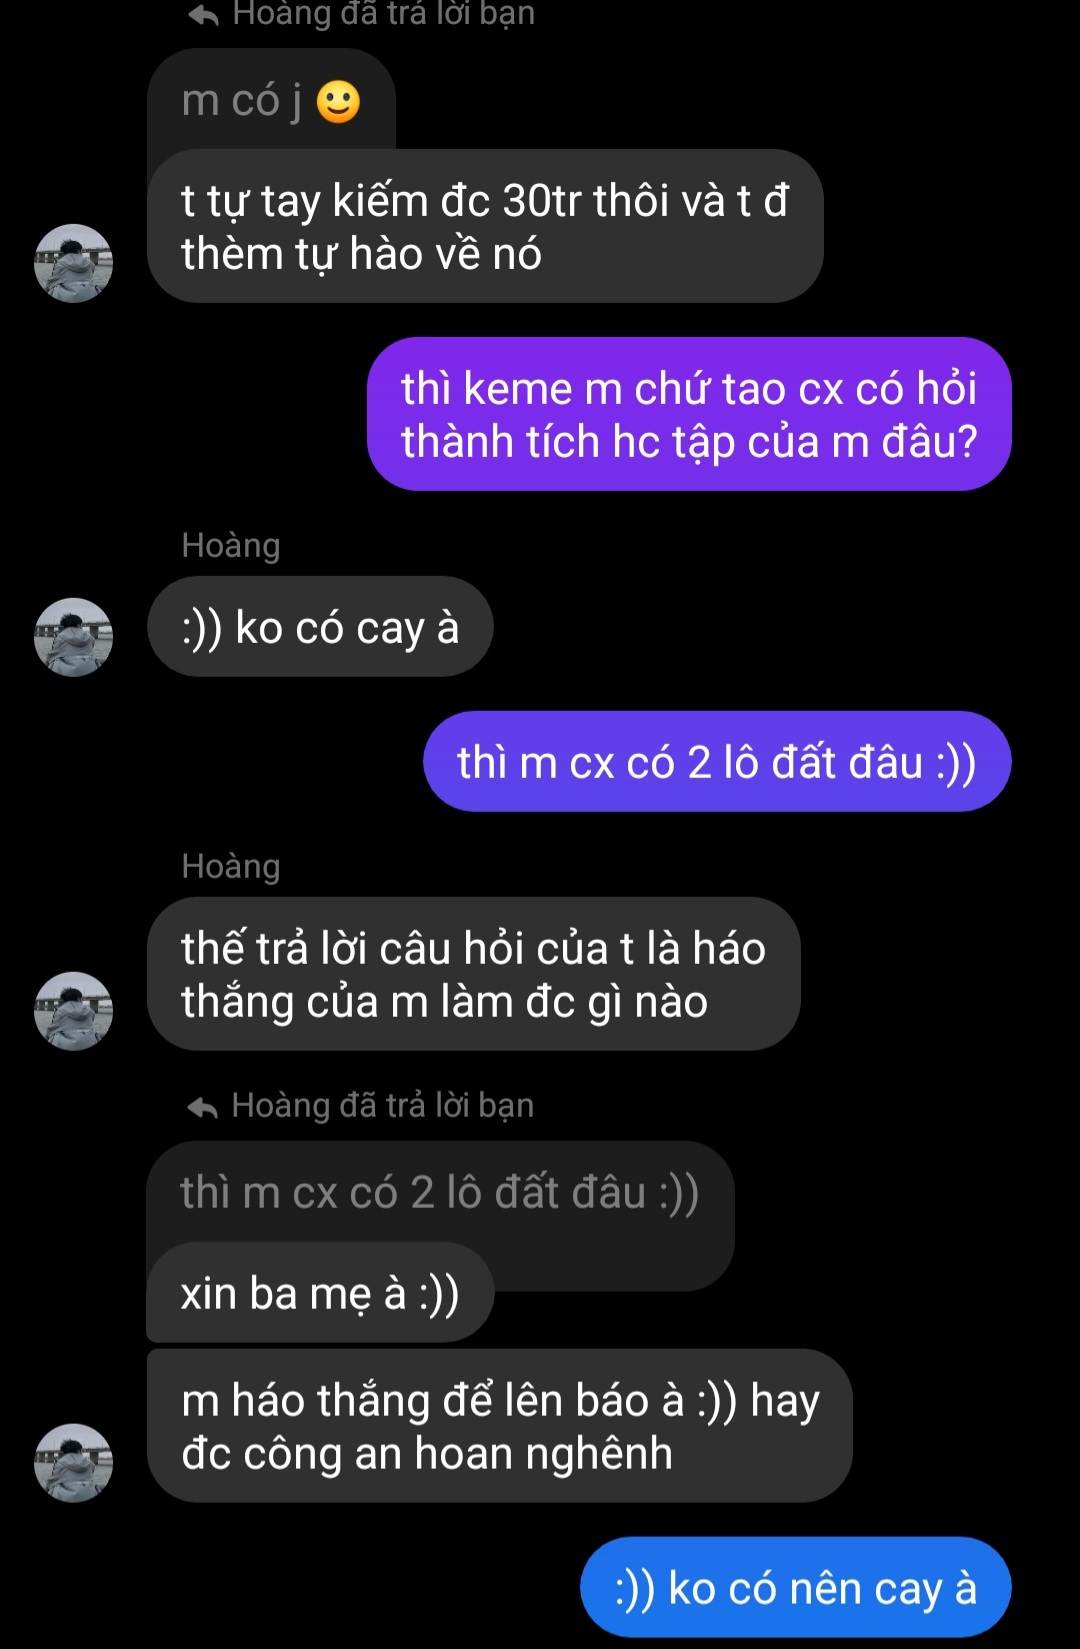 Hoàng đã trả lời bạn
m có j 🙂
t tự tay kiếm đc 30tr thôi và t đ
thèm tự hào về nó
thì keme m chứ tao cx có hỏi
thành tích hc tập của m đâu?
Hoàng
:)) ko có cay à
thì m cx có 2 lô đất đâu :))
Hoàng
thế trả lời câu hỏi của t là háo
thắng của m làm đc gì nào
Hoàng đã trả lời bạn
thì m cx có 2 lô đất đâu :))
xin ba mẹ à :))
m háo thắng để lên báo à :)) hay
đc công an hoan nghênh
:)) ko có nên cay à